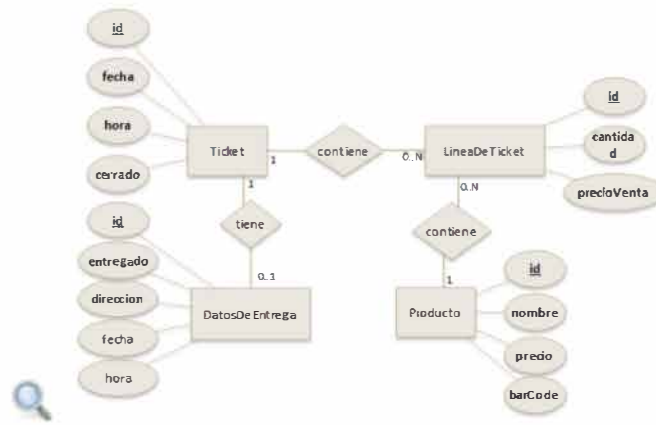 id
fecha
hora
cerrado
Ticket
1
contiene
0..N
LineaDeTicket
id
cantida
d
precioVenta
1
tiene
0..1
0..N
contiene
1
id
entregado
direccion
fecha
hora
DatosDeEntrega
Producto
id
nombre
precio
barCode